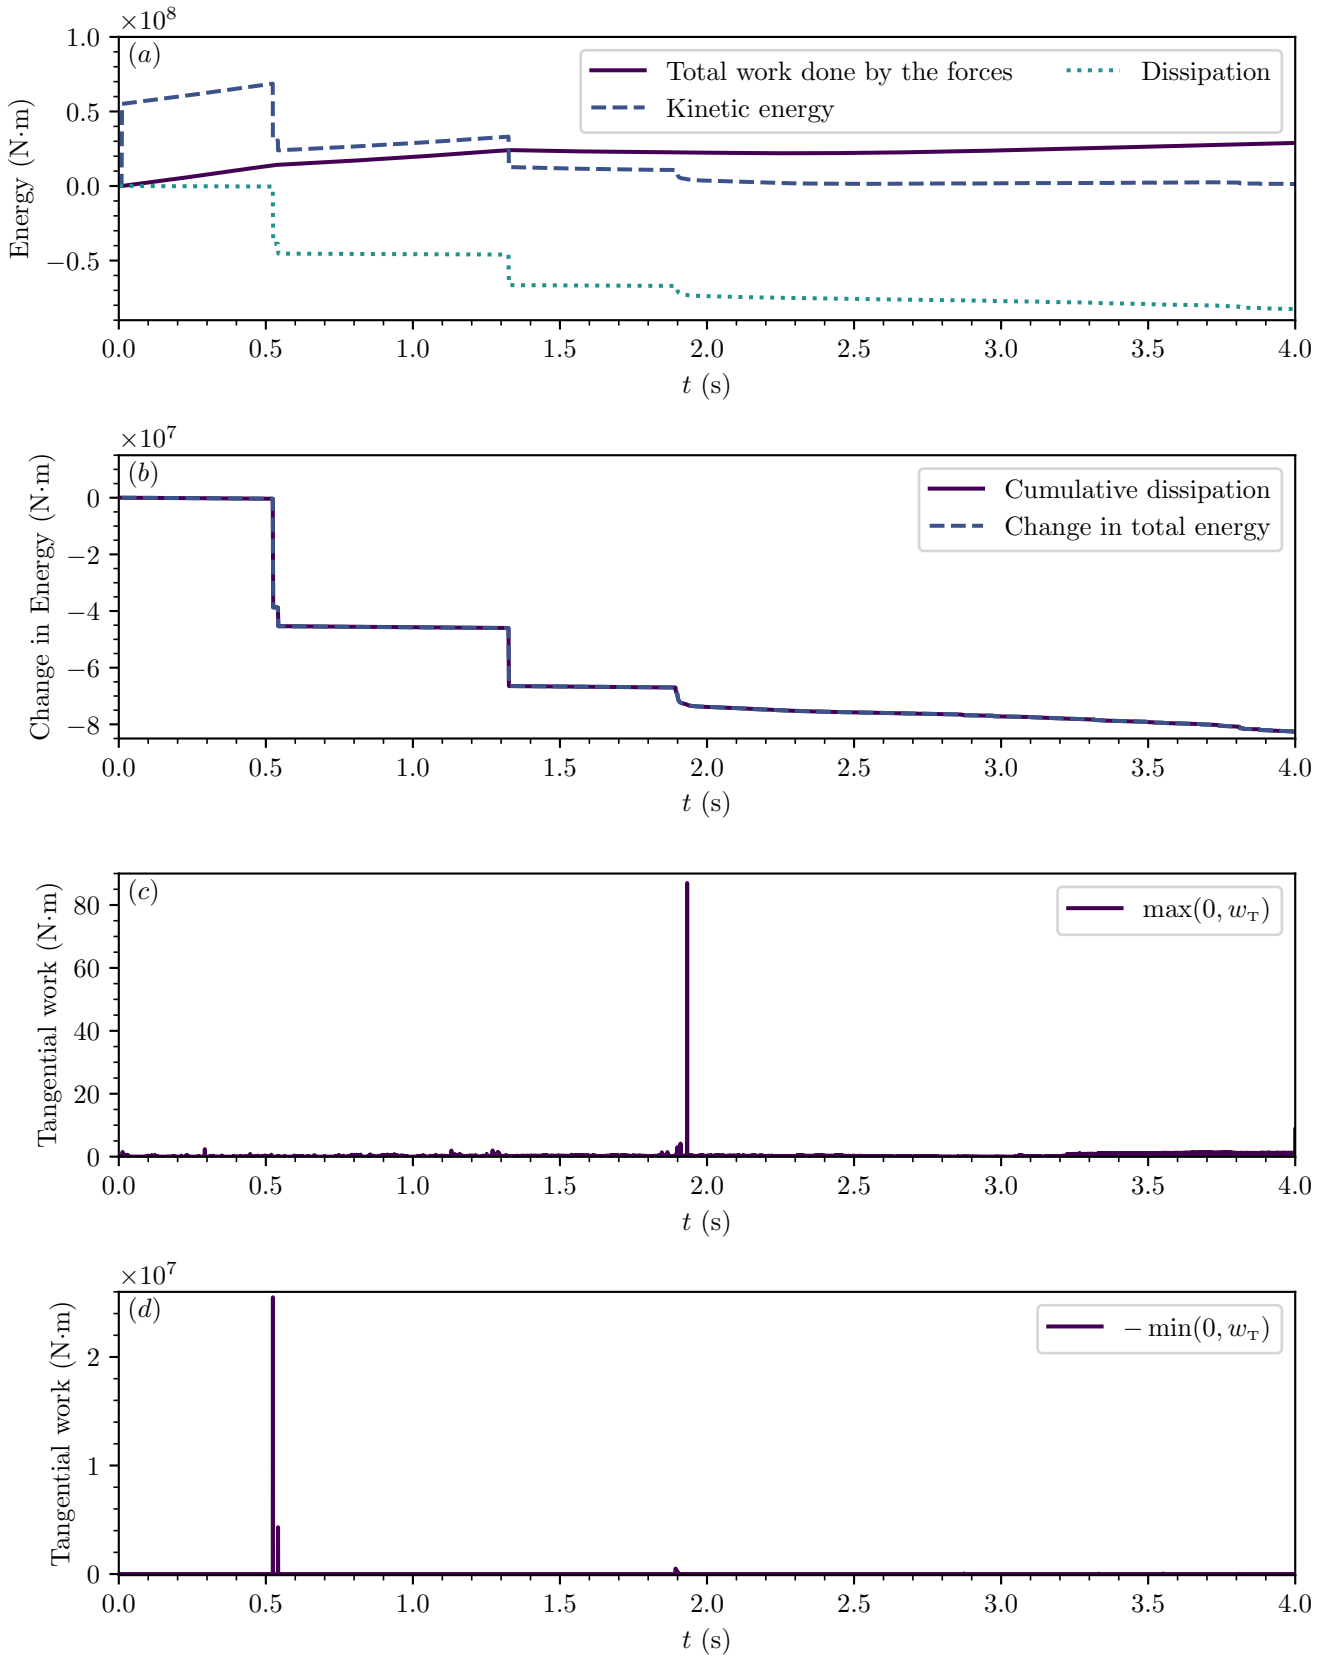 ×10⁸
(a)
Total work done by the forces
Kinetic energy
Dissipation
Energy (N·m)
1.0
0.5
0.0
−0.5
0.0 0.5 1.0 1.5 2.0 2.5 3.0 3.5 4.0
t (s)
×10⁷
(b)
Cumulative dissipation
Change in total energy
Change in Energy (N·m)
0
−2
−4
−6
−8
0.0 0.5 1.0 1.5 2.0 2.5 3.0 3.5 4.0
t (s)
(c)
max(0, w_T)
Tangential work (N·m)
80
60
40
20
0
0.0 0.5 1.0 1.5 2.0 2.5 3.0 3.5 4.0
t (s)
×10⁷
(d)
− min(0, w_T)
Tangential work (N·m)
2
1
0
0.0 0.5 1.0 1.5 2.0 2.5 3.0 3.5 4.0
t (s)